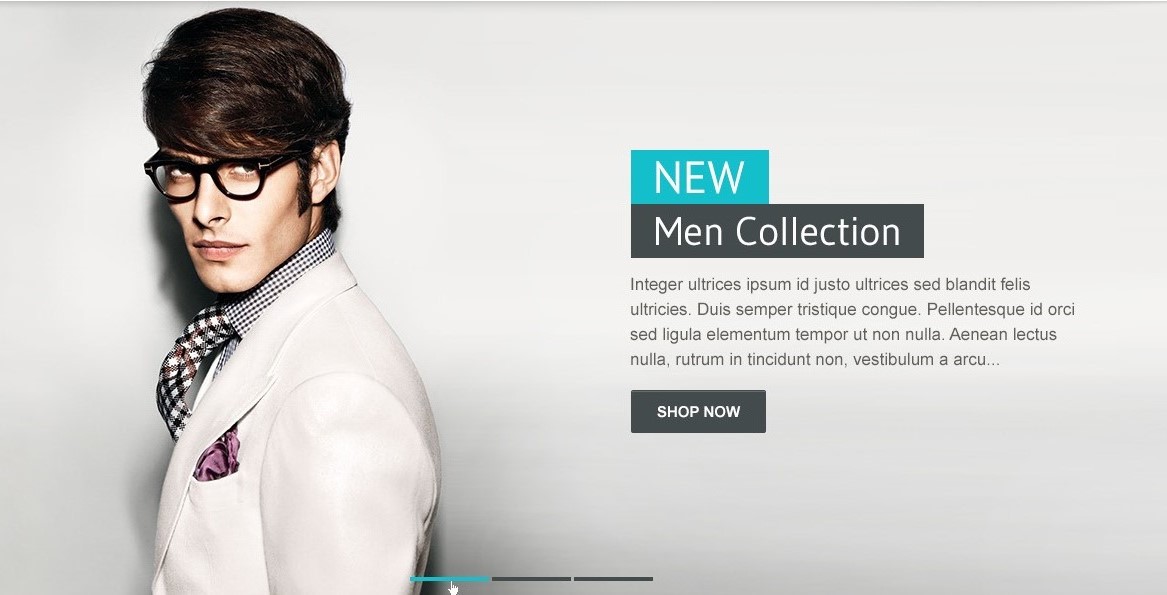 NEW
Men Collection
Integer ultrices ipsum id justo ultrices sed blandit felis
ultricies. Duis semper tristique congue. Pellentesque id orci
sed ligula elementum tempor ut non nulla. Aenean lectus
nulla, rutrum in tincidunt non, vestibulum a arcu...
SHOP NOW